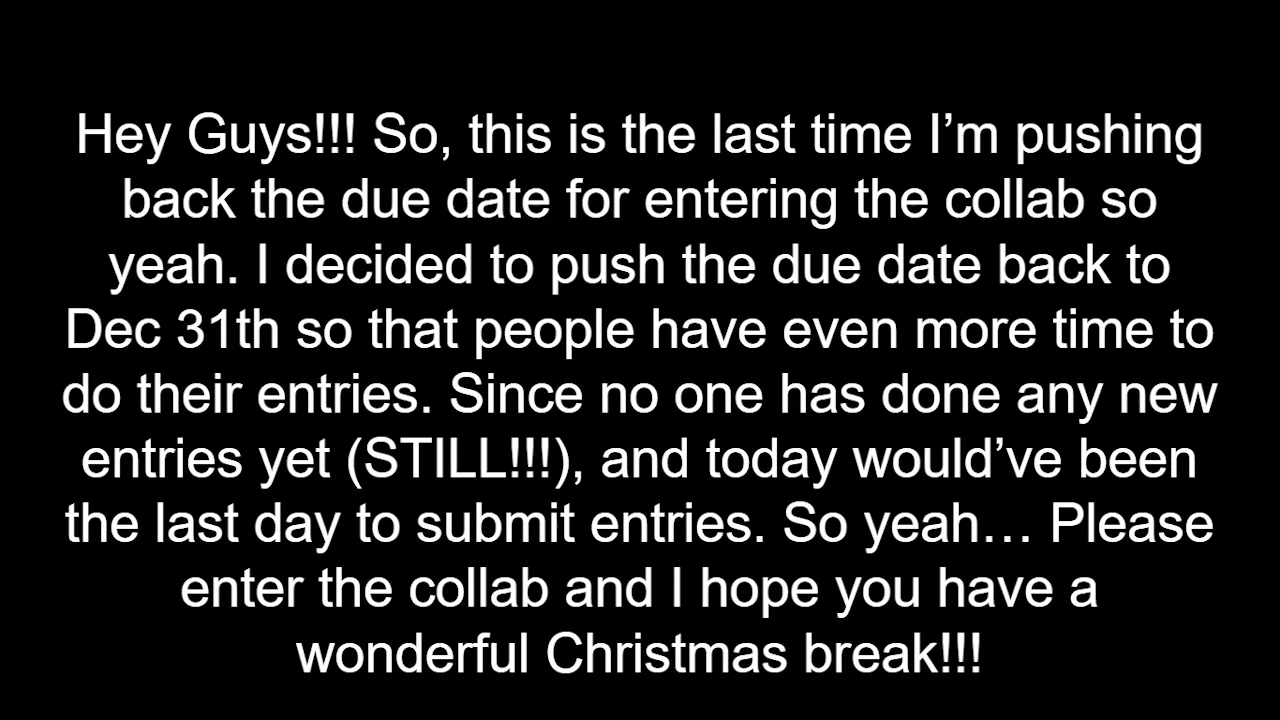 Hey Guys!!! So, this is the last time I’m pushing
back the due date for entering the collab so
yeah. I decided to push the due date back to
Dec 31th so that people have even more time to
do their entries. Since no one has done any new
entries yet (STILL!!!), and today would’ve been
the last day to submit entries. So yeah… Please
enter the collab and I hope you have a
wonderful Christmas break!!!